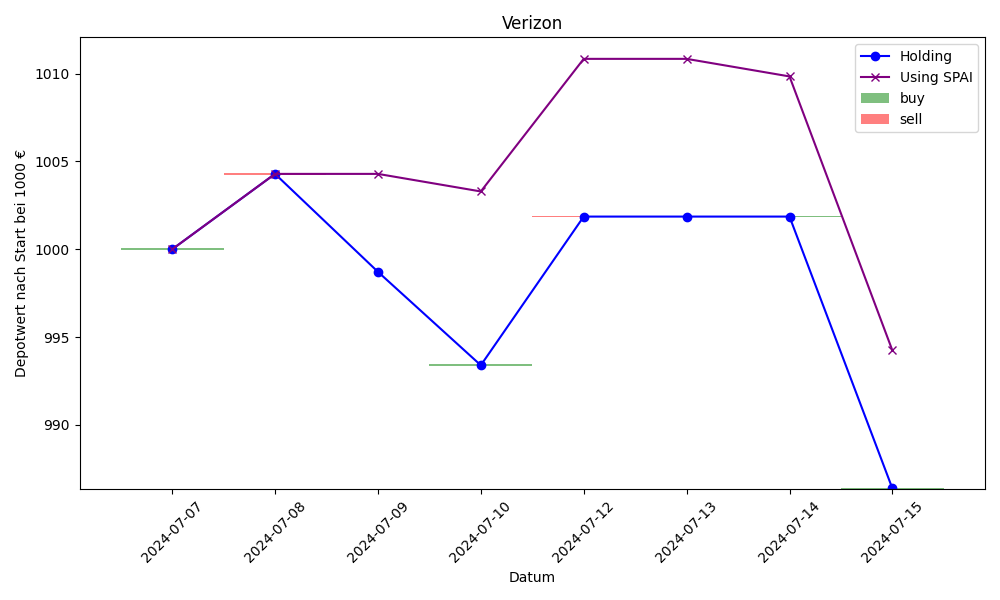 Verizon
Depotwert nach Start bei 1000 €
1010
1005
1000
995
990
Holding
Using SPAI
buy
sell
2024-07-07
2024-07-08
2024-07-09
2024-07-10
2024-07-12
2024-07-13
2024-07-14
2024-07-15
Datum